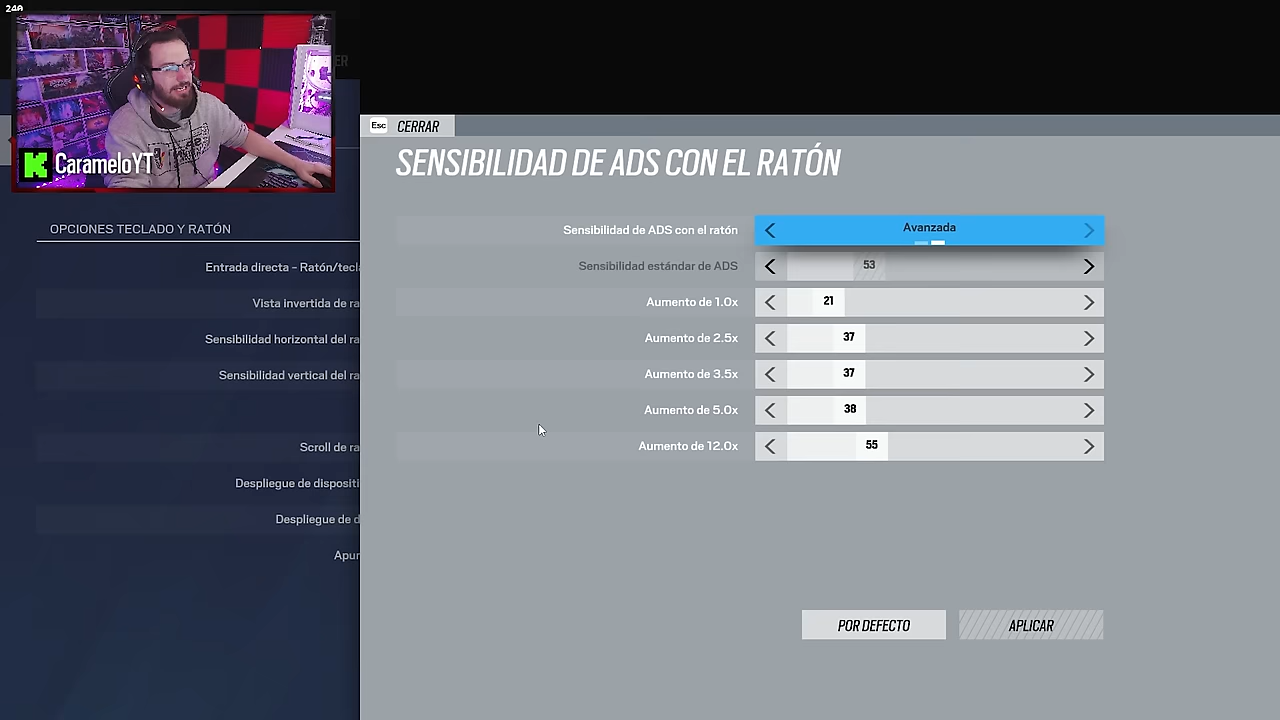 240
ER
CarameloYT
Esc CERRAR
SENSIBILIDAD DE ADS CON EL RATÓN
OPCIONES TECLADO Y RATÓN
Entrada directa - Ratón/tecla
Vista invertida de ra
Sensibilidad horizontal del ra
Sensibilidad vertical del ra
Scroll de ra
Despliegue de dispositi
Despliegue de d
Apun
Sensibilidad de ADS con el ratón Avanzada
Sensibilidad estándar de ADS 53
Aumento de 1.0x 21
Aumento de 2.5x 37
Aumento de 3.5x 37
Aumento de 5.0x 38
Aumento de 12.0x 55
POR DEFECTO APLICAR